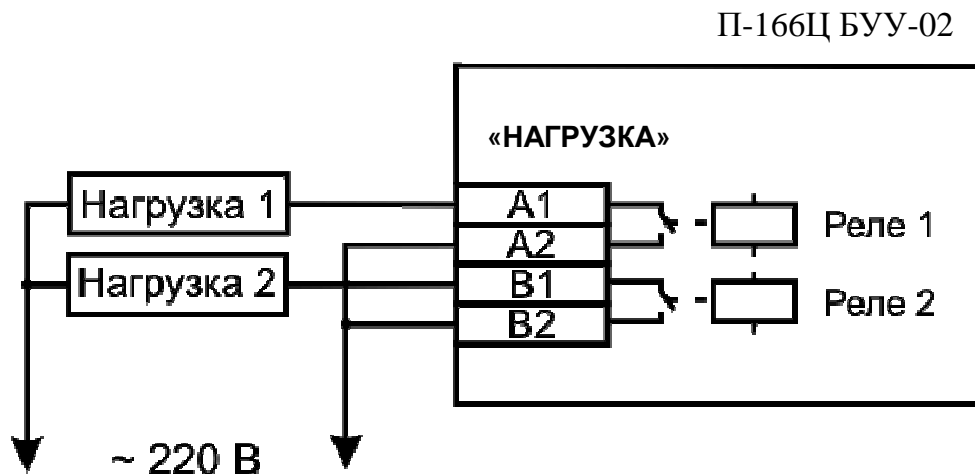 П-166Ц БУУ-02
«НАГРУЗКА»
Нагрузка 1
A1
Реле 1
A2
Нагрузка 2
B1
Реле 2
B2
~ 220 В